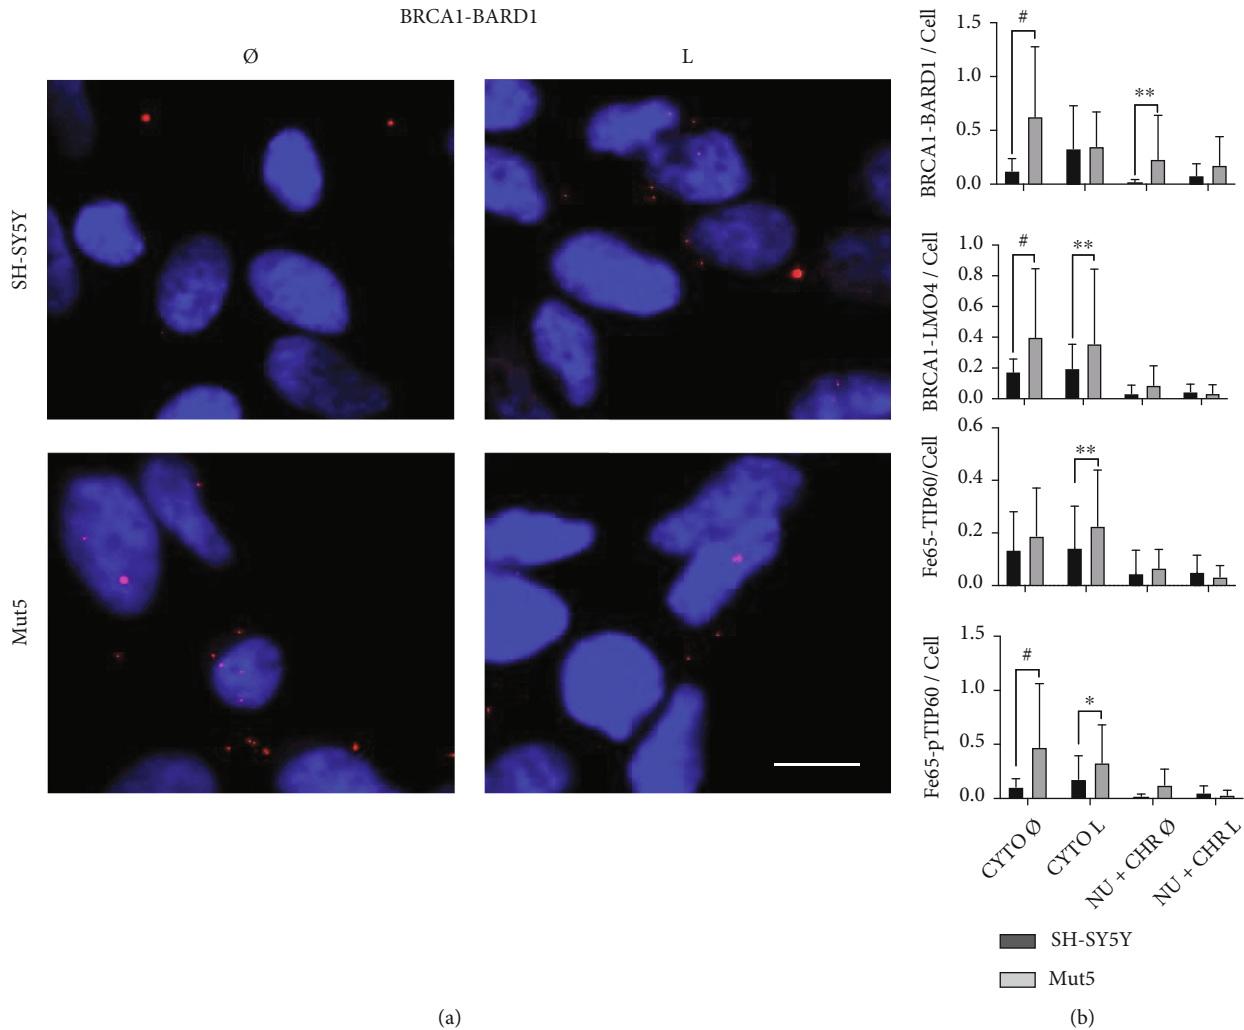 (a)
BRCA1-BARD1
Ø
L
SH-SY5Y
Mut5
(b)
BRCA1-BARD1 / Cell
1.5
1.0
0.5
0.0
#
**
BRCA1-LMO4 / Cell
1.0
0.8
0.6
0.4
0.2
0.0
#
**
Fe65-TIP60/Cell
0.6
0.4
0.2
0.0
**
Fe65-pTIP60 / Cell
1.5
1.0
0.5
0.0
#
*
CYTO Ø
CYTO L
NU + CHR Ø
NU + CHR L
SH-SY5Y
Mut5
(a)
(b)